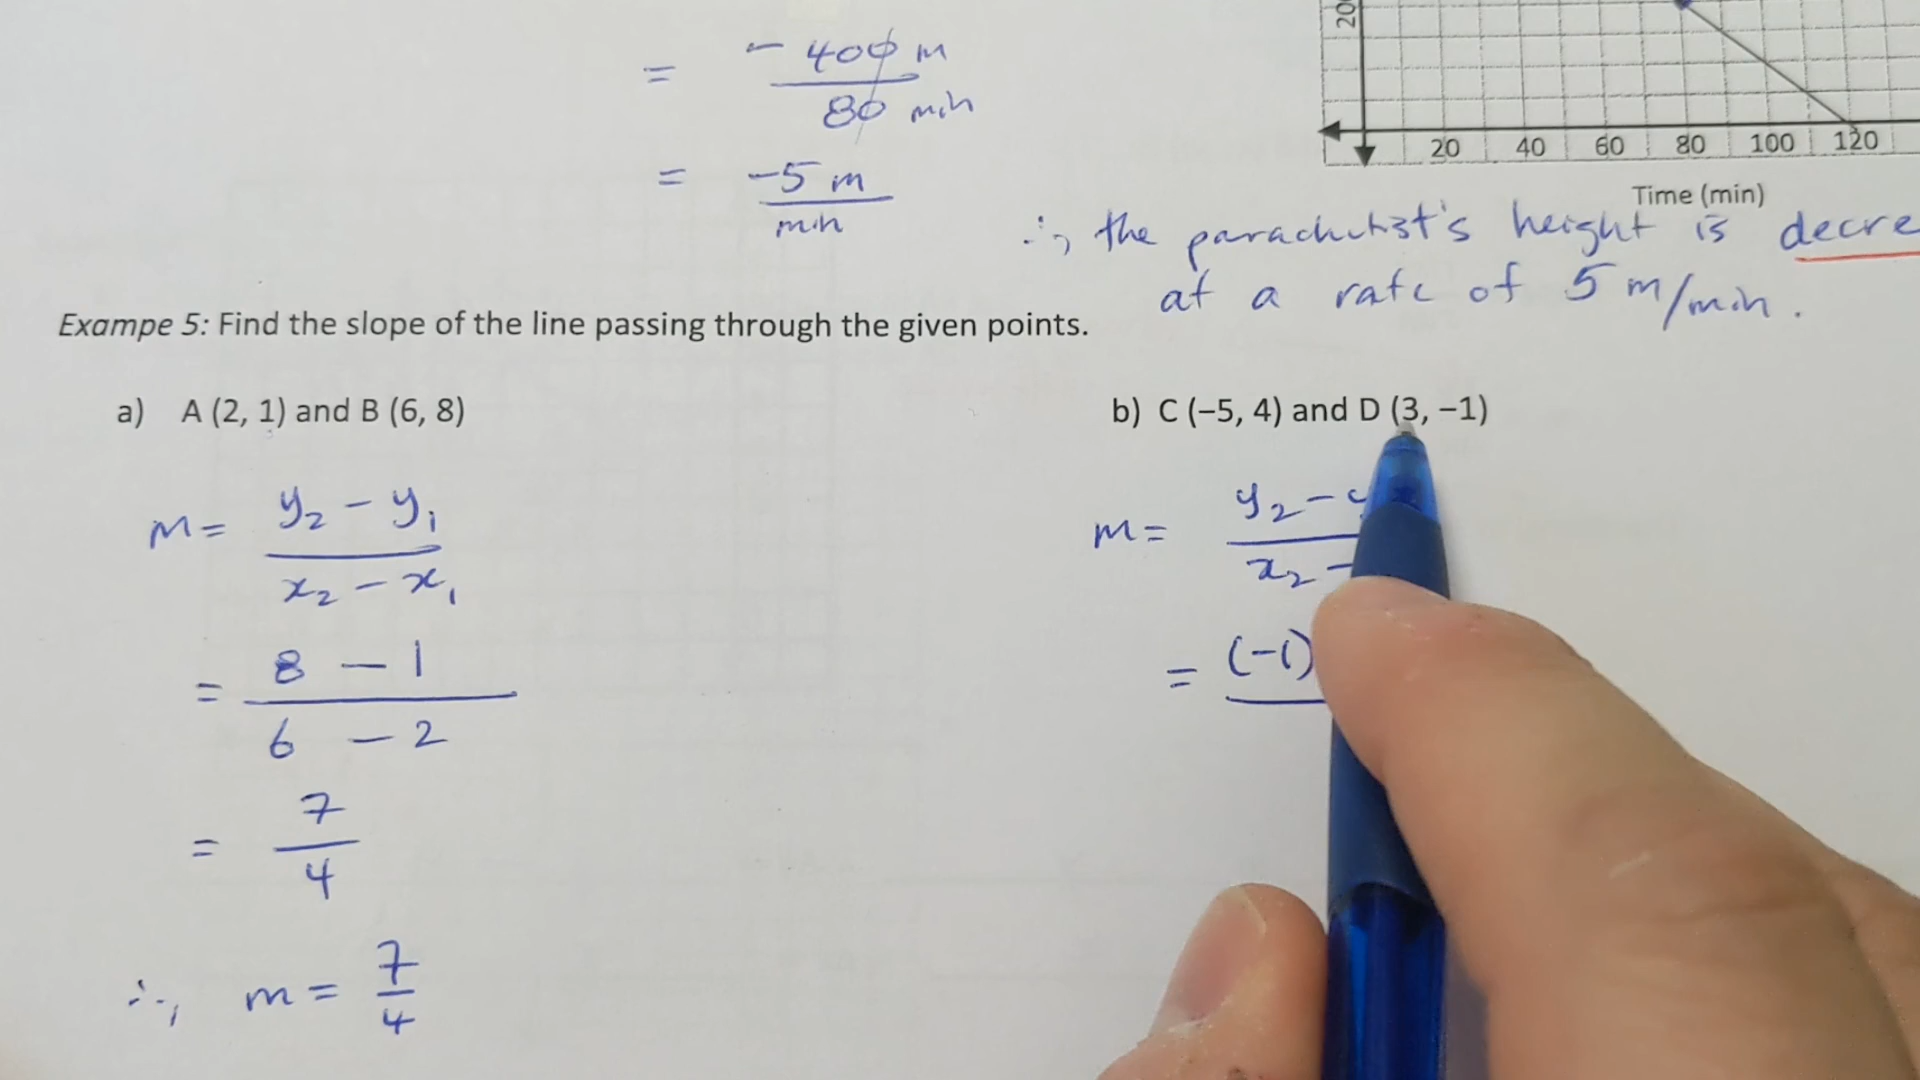 20
= - 400 m
80 min
= -5 m
min
20 40 60 80 100 120
Time (min)
∴, the parachutist's height is decre
at a rate of 5 m/min.
Exampe 5: Find the slope of the line passing through the given points.
a) A (2, 1) and B (6, 8)
m = y₂ - y₁
x₂ - x₁
= 8 - 1
6 - 2
= 7
4
∴, m = 7
4
b) C (−5, 4) and D (3, −1)
m = y₂ - y
x₂ -
= (-1)